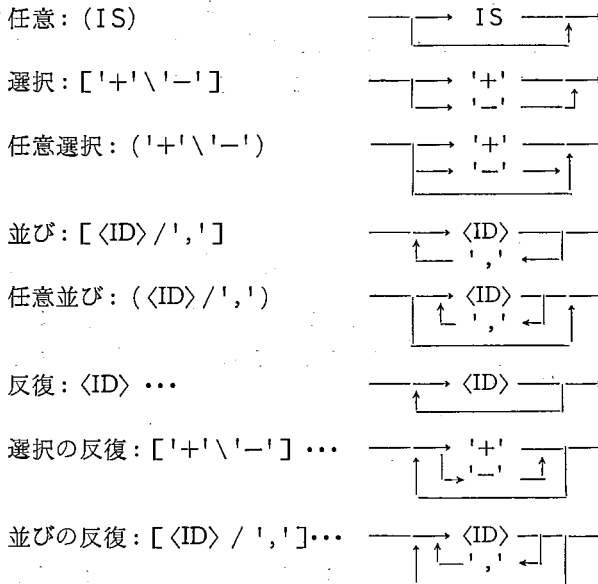 任意：(IS) IS
選択：['+'\'−'] '+'
'−'
任意選択：('+'\'−') '+'
'−'
並び：[〈ID〉/','] 〈ID〉
','
任意並び：(〈ID〉/',') 〈ID〉
','
反復：〈ID〉 ··· 〈ID〉
選択の反復：['+'\'−'] ··· '+'
'−'
並びの反復：[〈ID〉 / ',']··· 〈ID〉
','